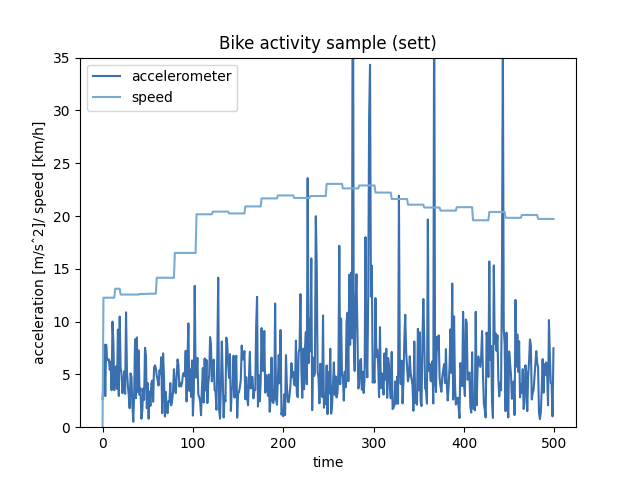 Bike activity sample (sett)
accelerometer
speed
35
30
25
20
15
10
5
0
acceleration [m/s^2]/ speed [km/h]
0 100 200 300 400 500
time